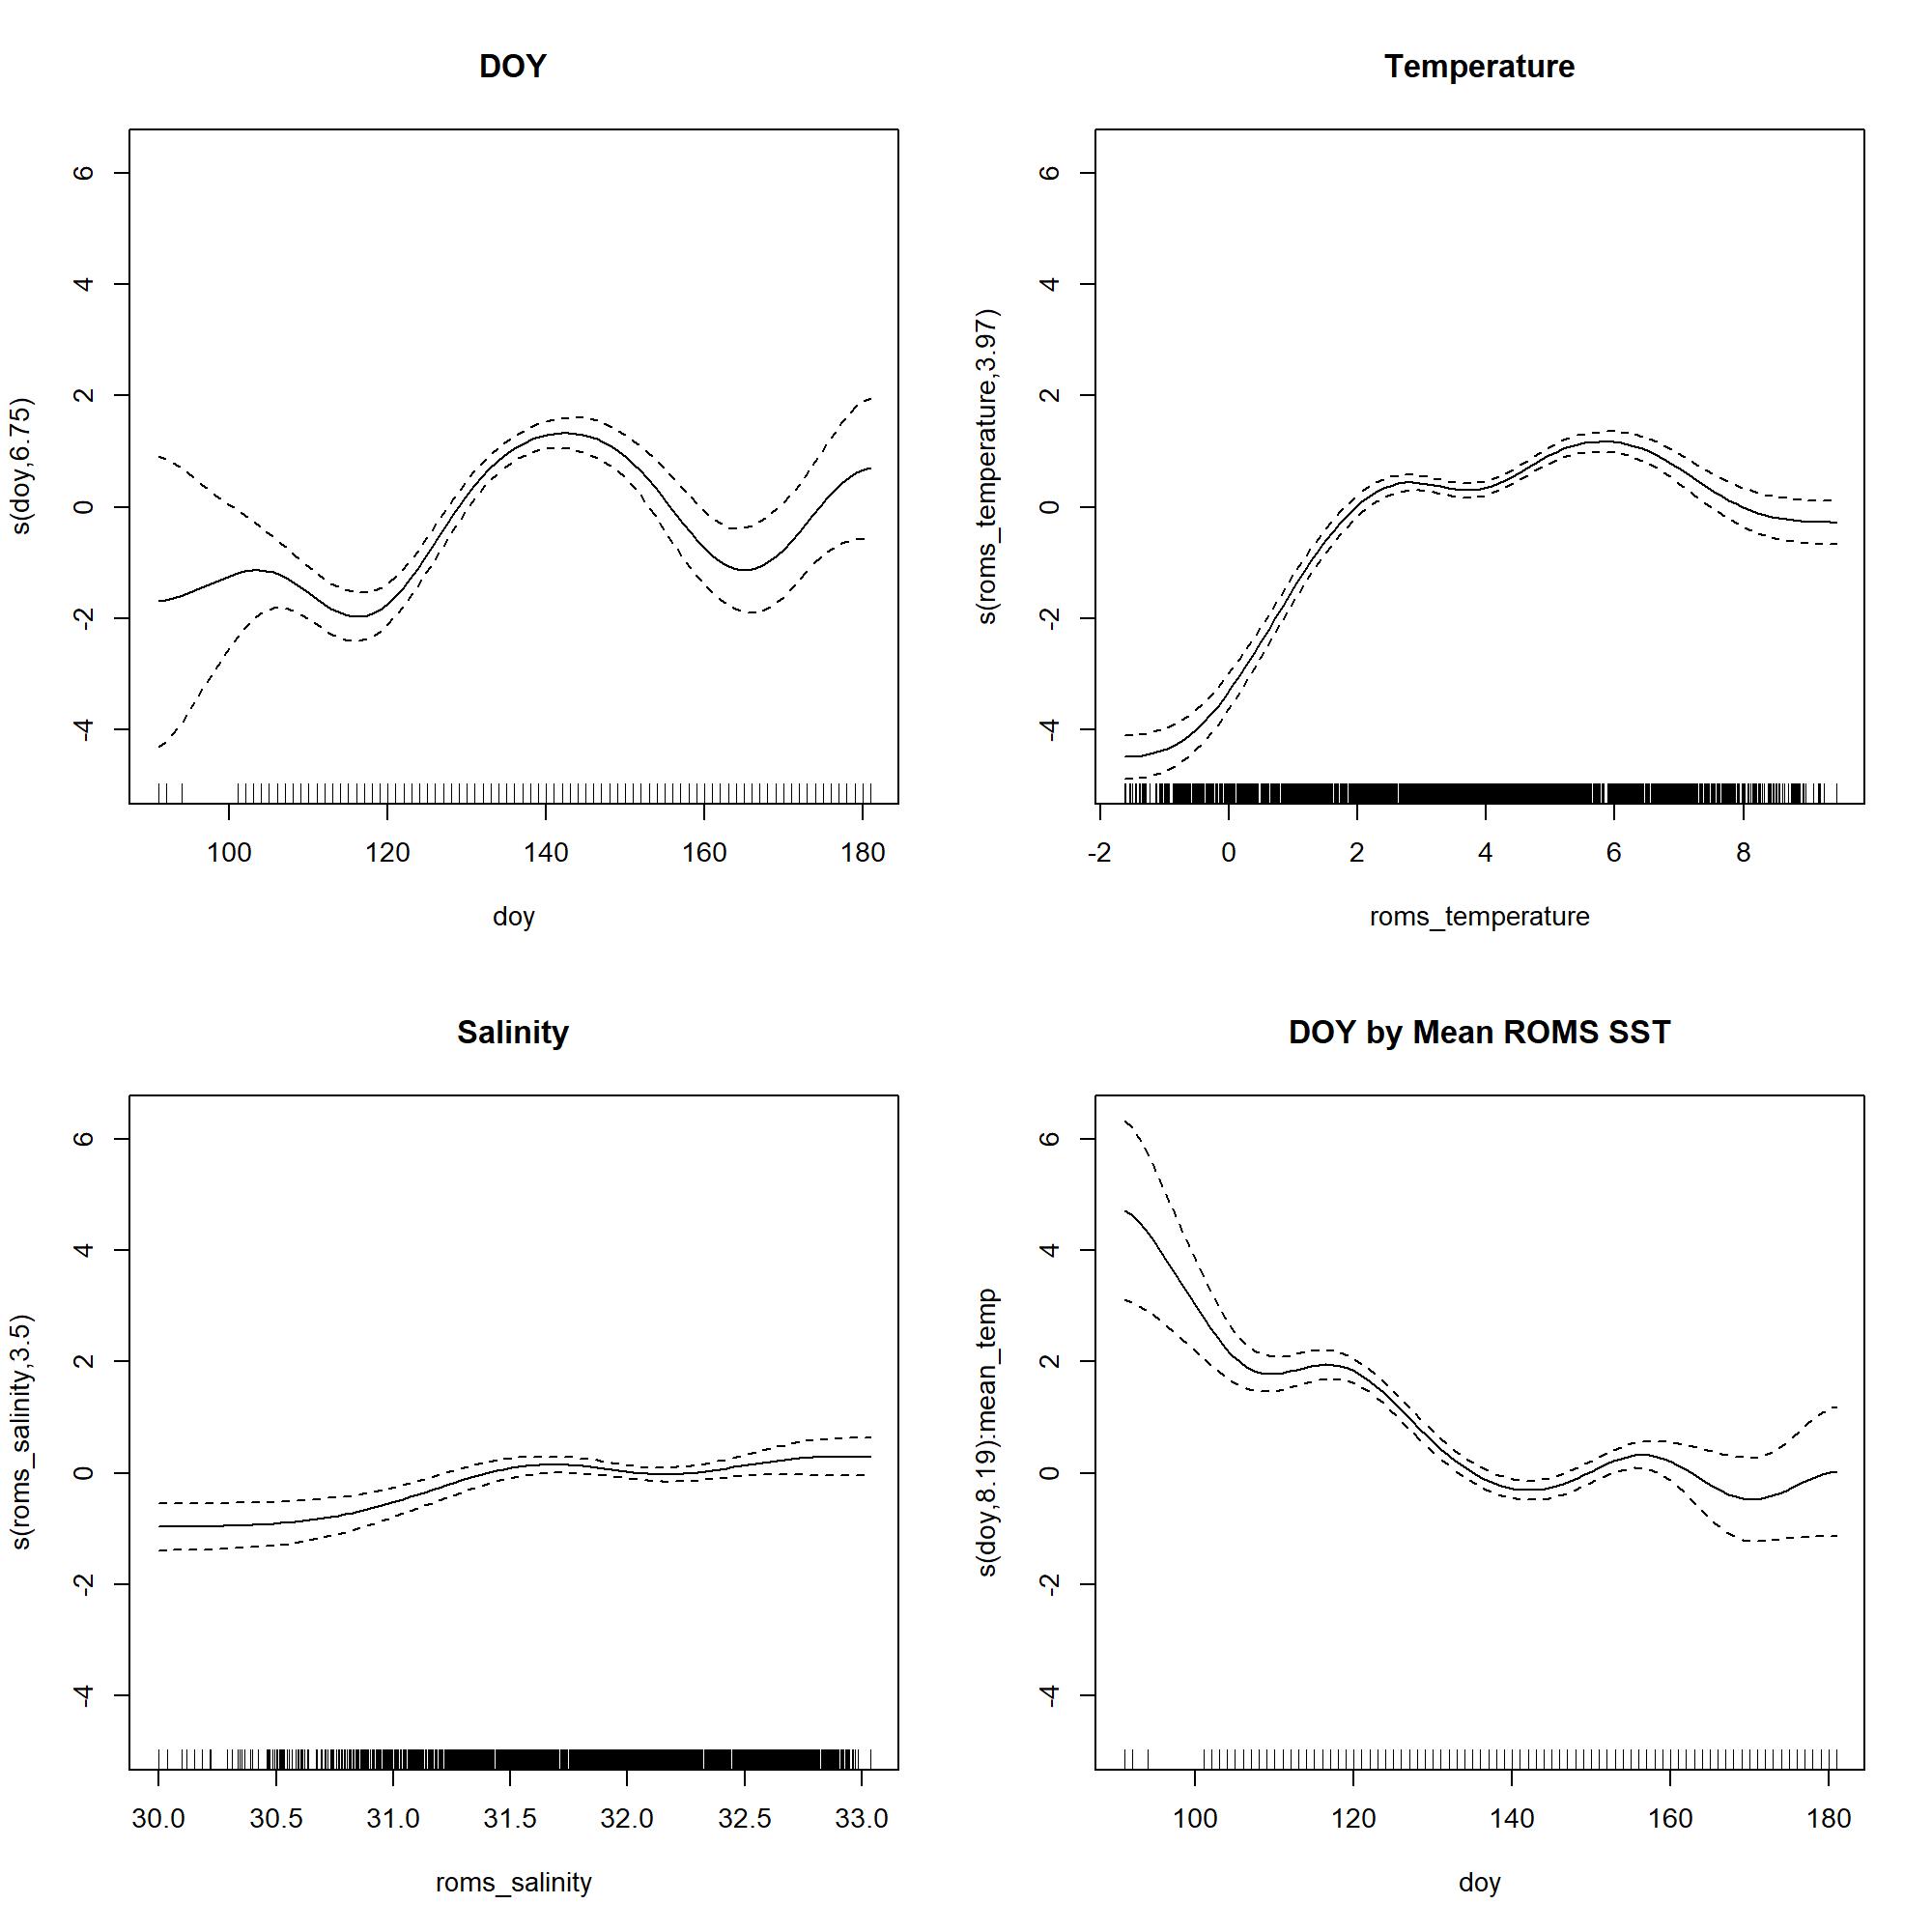 DOY
s(doy,6.75)
6
4
2
0
-2
-4
100 120 140 160 180
doy
Temperature
s(roms_temperature,3.97)
6
4
2
0
-2
-4
-2 0 2 4 6 8
roms_temperature
Salinity
s(roms_salinity,3.5)
6
4
2
0
-2
-4
30.0 30.5 31.0 31.5 32.0 32.5 33.0
roms_salinity
DOY by Mean ROMS SST
s(doy,8.19):mean_temp
6
4
2
0
-2
-4
100 120 140 160 180
doy